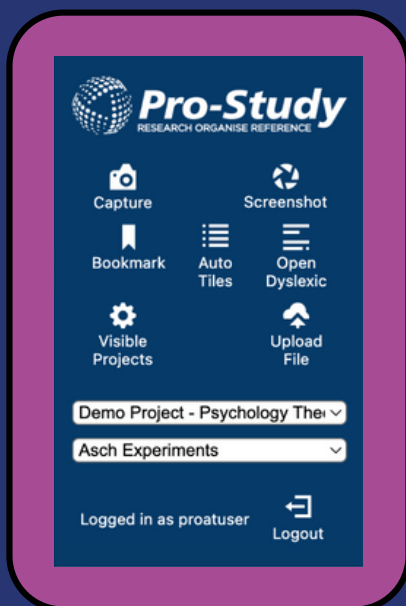 Pro-Study
RESEARCH ORGANISE REFERENCE
Capture Screenshot
Bookmark Auto Tiles Open Dyslexic
Visible Projects Upload File
Demo Project - Psychology The
Asch Experiments
Logged in as proatuser Logout